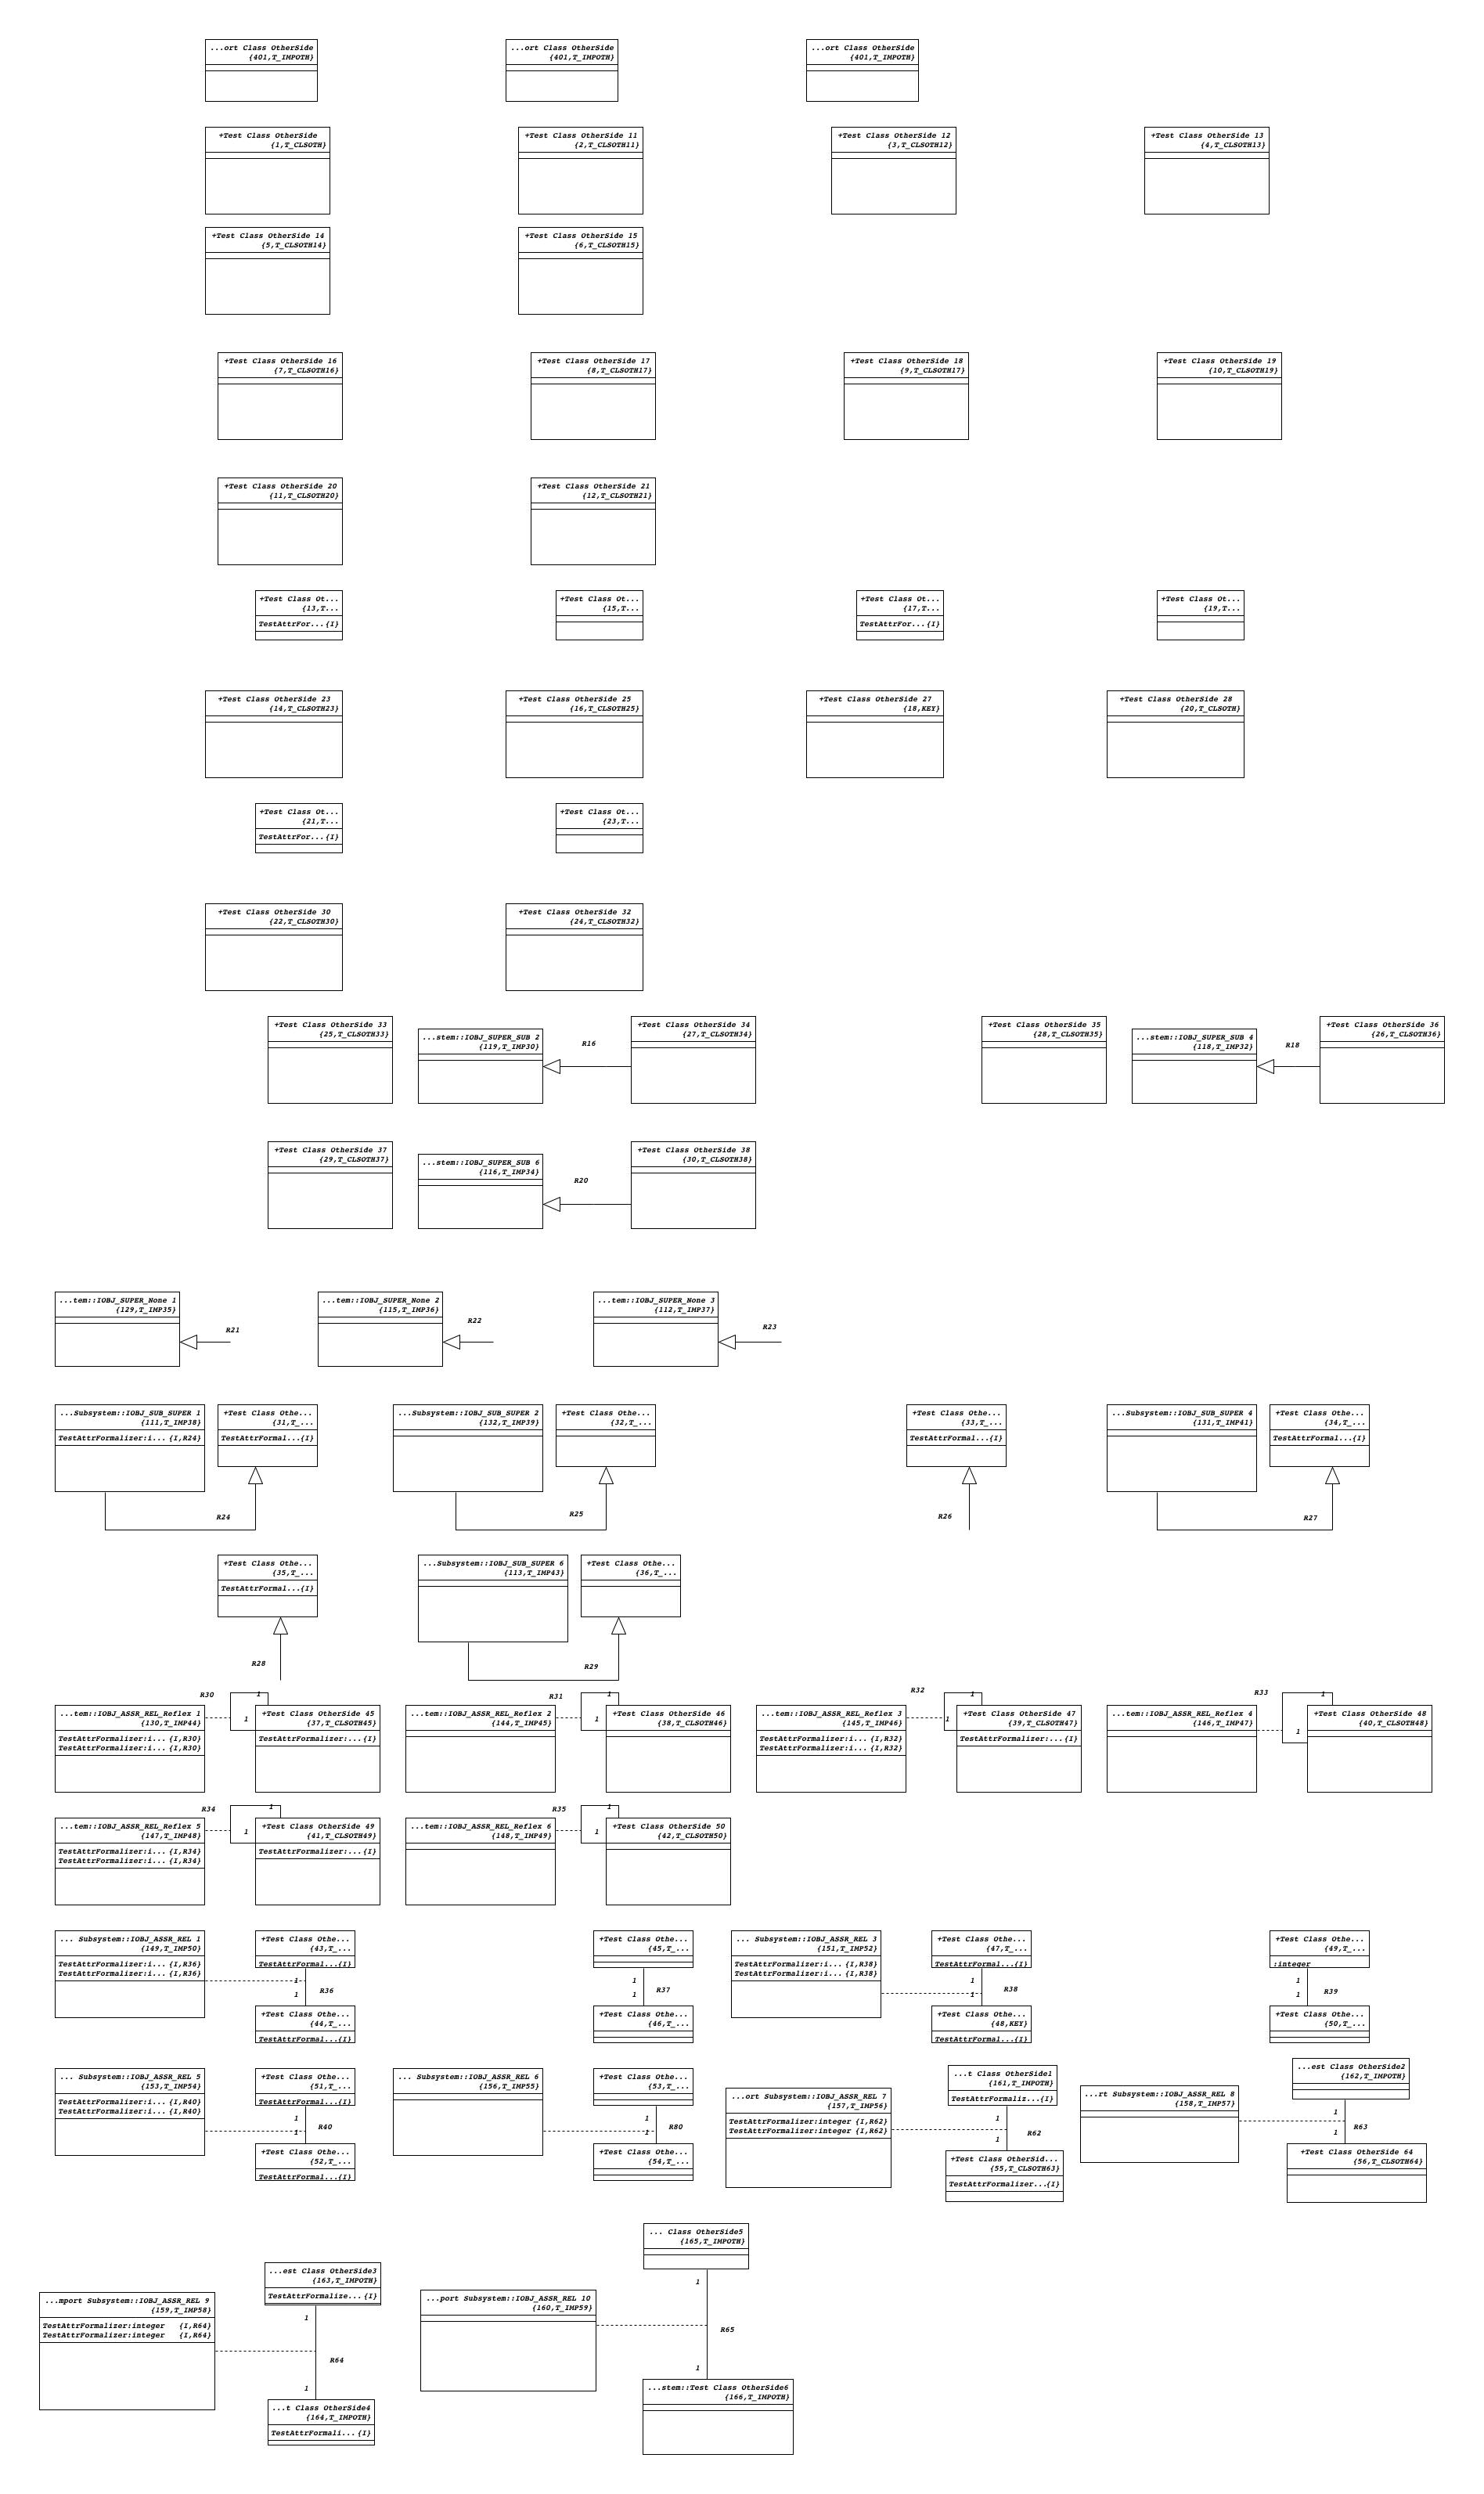 ...ort Class OtherSide
{401,T_IMPOTH}
...ort Class OtherSide
{401,T_IMPOTH}
...ort Class OtherSide
{401,T_IMPOTH}
+Test Class OtherSide
{1,T_CLSOTH}
+Test Class OtherSide 11
{2,T_CLSOTH11}
+Test Class OtherSide 12
{3,T_CLSOTH12}
+Test Class OtherSide 13
{4,T_CLSOTH13}
+Test Class OtherSide 14
{5,T_CLSOTH14}
+Test Class OtherSide 15
{6,T_CLSOTH15}
+Test Class OtherSide 16
{7,T_CLSOTH16}
+Test Class OtherSide 17
{8,T_CLSOTH17}
+Test Class OtherSide 18
{9,T_CLSOTH17}
+Test Class OtherSide 19
{10,T_CLSOTH19}
+Test Class OtherSide 20
{11,T_CLSOTH20}
+Test Class OtherSide 21
{12,T_CLSOTH21}
+Test Class Ot...
{13,T...
TestAttrFor...{I}
+Test Class Ot...
{15,T...
+Test Class Ot...
{17,T...
TestAttrFor...{I}
+Test Class Ot...
{19,T...
+Test Class OtherSide 23
{14,T_CLSOTH23}
+Test Class OtherSide 25
{16,T_CLSOTH25}
+Test Class OtherSide 27
{18,KEY}
+Test Class OtherSide 28
{20,T_CLSOTH}
+Test Class Ot...
{21,T...
TestAttrFor...{I}
+Test Class Ot...
{23,T...
+Test Class OtherSide 30
{22,T_CLSOTH30}
+Test Class OtherSide 32
{24,T_CLSOTH32}
+Test Class OtherSide 33
{25,T_CLSOTH33}
...stem::IOBJ_SUPER_SUB 2
{119,T_IMP30}
R16
+Test Class OtherSide 34
{27,T_CLSOTH34}
+Test Class OtherSide 35
{28,T_CLSOTH35}
...stem::IOBJ_SUPER_SUB 4
{118,T_IMP32}
R18
+Test Class OtherSide 36
{26,T_CLSOTH36}
+Test Class OtherSide 37
{29,T_CLSOTH37}
...stem::IOBJ_SUPER_SUB 6
{116,T_IMP34}
R20
+Test Class OtherSide 38
{30,T_CLSOTH38}
...tem::IOBJ_SUPER_None 1
{129,T_IMP35}
R21
...tem::IOBJ_SUPER_None 2
{115,T_IMP36}
R22
...tem::IOBJ_SUPER_None 3
{112,T_IMP37}
R23
...Subsystem::IOBJ_SUB_SUPER 1
{111,T_IMP38}
TestAttrFormalizer:i... {I,R24}
+Test Class Othe...
{31,T_...
TestAttrFormal...{I}
R24
...Subsystem::IOBJ_SUB_SUPER 2
{132,T_IMP39}
+Test Class Othe...
{32,T_...
R25
+Test Class Othe...
{33,T_...
TestAttrFormal...{I}
R26
...Subsystem::IOBJ_SUB_SUPER 4
{131,T_IMP41}
+Test Class Othe...
{34,T_...
TestAttrFormal...{I}
R27
+Test Class Othe...
{35,T_...
TestAttrFormal...{I}
R28
...Subsystem::IOBJ_SUB_SUPER 6
{113,T_IMP43}
+Test Class Othe...
{36,T_...
R29
...tem::IOBJ_ASSR_REL_Reflex 1
{130,T_IMP44}
TestAttrFormalizer:i... {I,R30}
TestAttrFormalizer:i... {I,R30}
R30
1
1
+Test Class OtherSide 45
{37,T_CLSOTH45}
TestAttrFormalizer:...{I}
...tem::IOBJ_ASSR_REL_Reflex 2
{144,T_IMP45}
R31
1
1
+Test Class OtherSide 46
{38,T_CLSOTH46}
...tem::IOBJ_ASSR_REL_Reflex 3
{145,T_IMP46}
TestAttrFormalizer:i... {I,R32}
TestAttrFormalizer:i... {I,R32}
R32
1
1
+Test Class OtherSide 47
{39,T_CLSOTH47}
TestAttrFormalizer:...{I}
...tem::IOBJ_ASSR_REL_Reflex 4
{146,T_IMP47}
R33
1
1
+Test Class OtherSide 48
{40,T_CLSOTH48}
...tem::IOBJ_ASSR_REL_Reflex 5
{147,T_IMP48}
TestAttrFormalizer:i... {I,R34}
TestAttrFormalizer:i... {I,R34}
R34
1
1
+Test Class OtherSide 49
{41,T_CLSOTH49}
TestAttrFormalizer:...{I}
...tem::IOBJ_ASSR_REL_Reflex 6
{148,T_IMP49}
R35
1
1
+Test Class OtherSide 50
{42,T_CLSOTH50}
... Subsystem::IOBJ_ASSR_REL 1
{149,T_IMP50}
TestAttrFormalizer:i... {I,R36}
TestAttrFormalizer:i... {I,R36}
+Test Class Othe...
{43,T_...
TestAttrFormal...{I}
1
1
R36
+Test Class Othe...
{44,T_...
TestAttrFormal...{I}
+Test Class Othe...
{45,T_...
1
1
R37
+Test Class Othe...
{46,T_...
... Subsystem::IOBJ_ASSR_REL 3
{151,T_IMP52}
TestAttrFormalizer:i... {I,R38}
TestAttrFormalizer:i... {I,R38}
+Test Class Othe...
{47,T_...
TestAttrFormal...{I}
1
1
R38
+Test Class Othe...
{48,KEY}
TestAttrFormal...{I}
+Test Class Othe...
{49,T_...
:integer
1
1
R39
+Test Class Othe...
{50,T_...
... Subsystem::IOBJ_ASSR_REL 5
{153,T_IMP54}
TestAttrFormalizer:i... {I,R40}
TestAttrFormalizer:i... {I,R40}
+Test Class Othe...
{51,T_...
TestAttrFormal...{I}
1
1
R40
+Test Class Othe...
{52,T_...
TestAttrFormal...{I}
... Subsystem::IOBJ_ASSR_REL 6
{156,T_IMP55}
+Test Class Othe...
{53,T_...
1
1
R80
+Test Class Othe...
{54,T_...
...ort Subsystem::IOBJ_ASSR_REL 7
{157,T_IMP56}
TestAttrFormalizer:integer {I,R62}
TestAttrFormalizer:integer {I,R62}
...t Class OtherSide1
{161,T_IMPOTH}
TestAttrFormaliz...{I}
1
1
R62
+Test Class OtherSid...
{55,T_CLSOTH63}
TestAttrFormalizer...{I}
...rt Subsystem::IOBJ_ASSR_REL 8
{158,T_IMP57}
...est Class OtherSide2
{162,T_IMPOTH}
1
1
R63
+Test Class OtherSide 64
{56,T_CLSOTH64}
...mport Subsystem::IOBJ_ASSR_REL 9
{159,T_IMP58}
TestAttrFormalizer:integer {I,R64}
TestAttrFormalizer:integer {I,R64}
...est Class OtherSide3
{163,T_IMPOTH}
TestAttrFormalize...{I}
1
R64
1
...t Class OtherSide4
{164,T_IMPOTH}
TestAttrFormali...{I}
...port Subsystem::IOBJ_ASSR_REL 10
{160,T_IMP59}
... Class OtherSide5
{165,T_IMPOTH}
1
R65
1
...stem::Test Class OtherSide6
{166,T_IMPOTH}